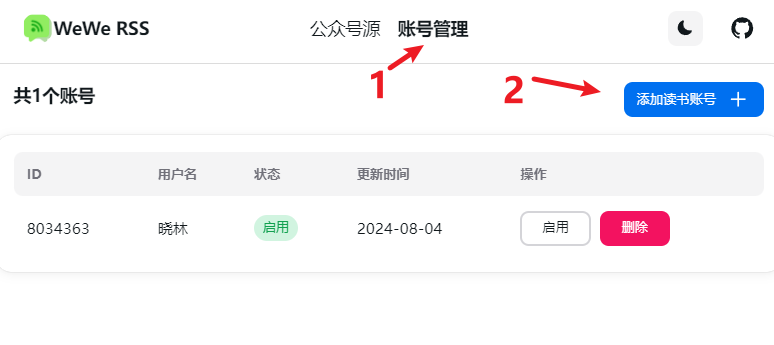 WeWe RSS 公众号源 账号管理
1
2
共1个账号 添加读书账号
ID 用户名 状态 更新时间 操作
8034363 晓林 启用 2024-08-04 启用 删除